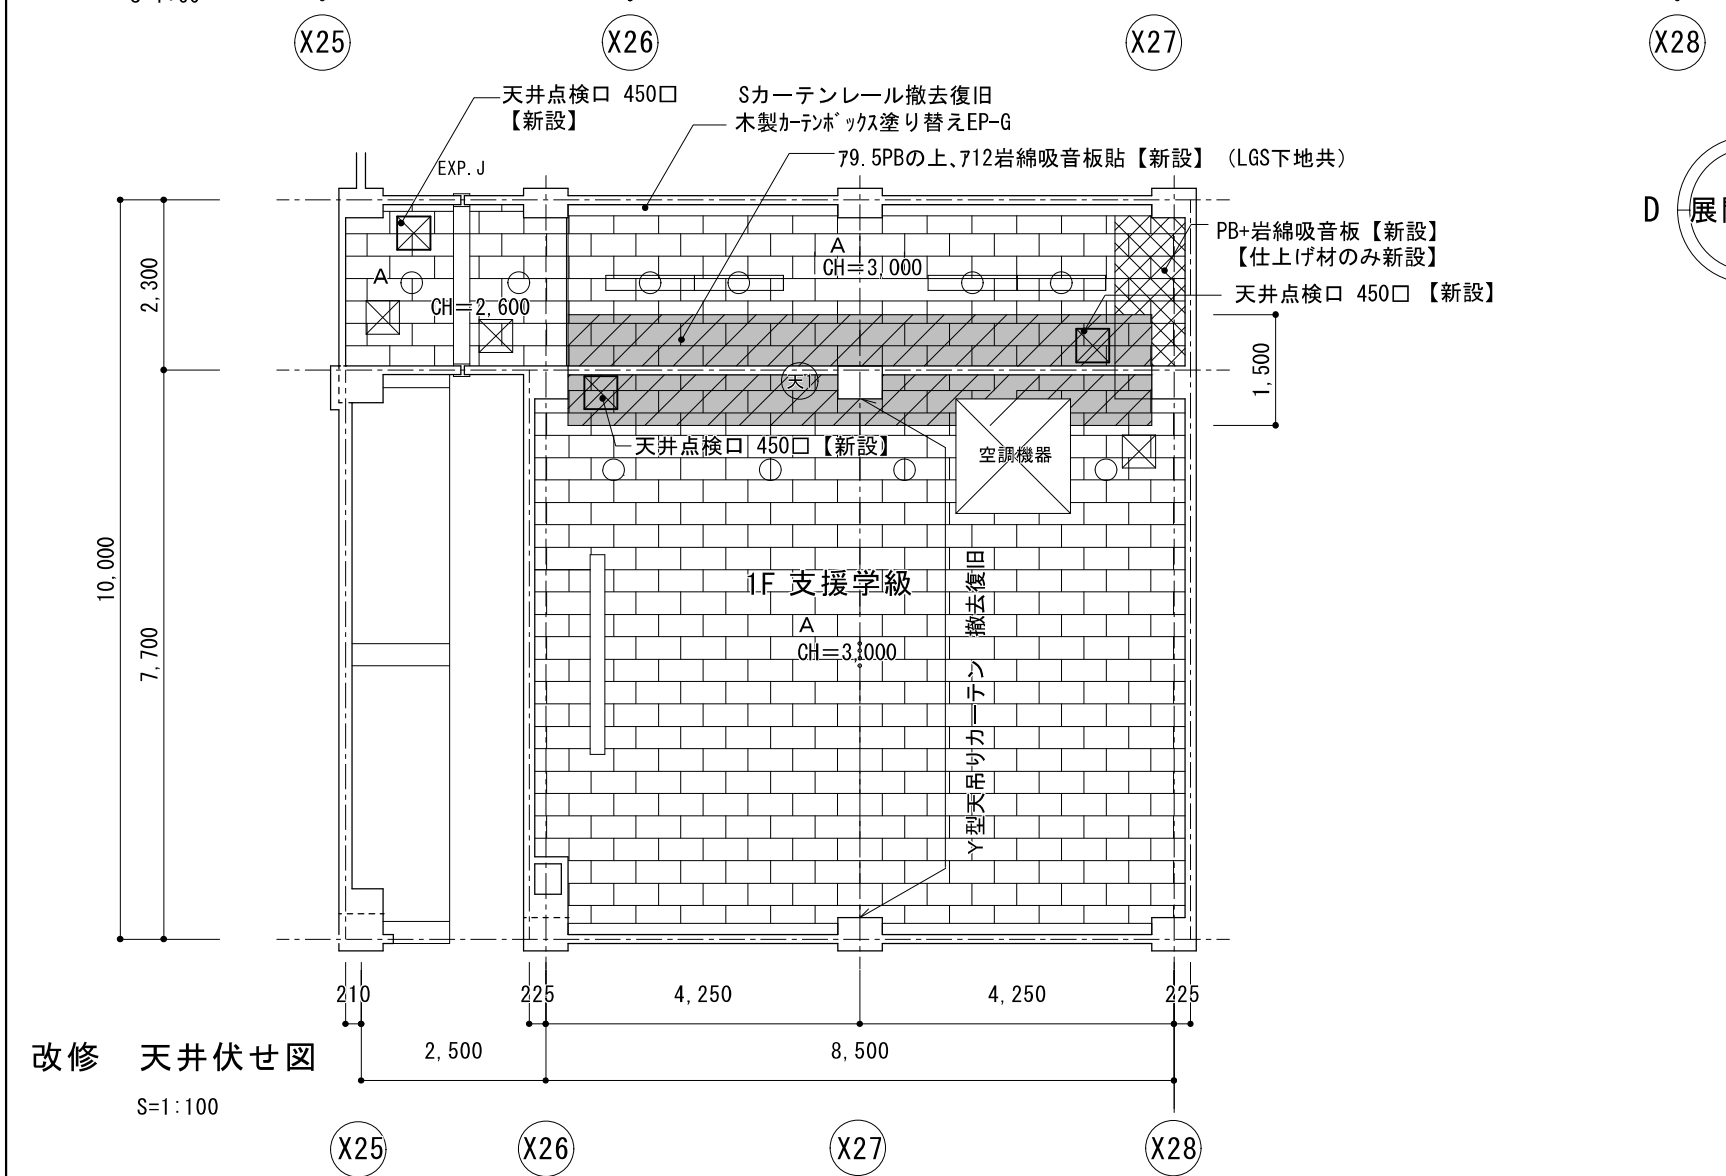 X25
X26
X27
X28
天井点検口 450□
【新設】
Sカーテンレール撤去復旧
木製ｶｰﾃﾝﾎﾞｯｸｽ塗り替えEP-G
ｱ9.5PBの上､ｱ12岩綿吸音板貼【新設】（LGS下地共）
EXP.J
D
展開
PB+岩綿吸音板【新設】
【仕上げ材のみ新設】
天井点検口 450□ 【新設】
A
CH=3,000
A
CH=2,600
2,300
1,500
天1
天井点検口 450□【新設】
空調機器
10,000
7,700
1F 支援学級
A
CH=3,000
Y型天吊りカーテン 撤去復旧
210
225
4,250
4,250
225
2,500
8,500
改修 天井伏せ図
S=1:100
X25
X26
X27
X28